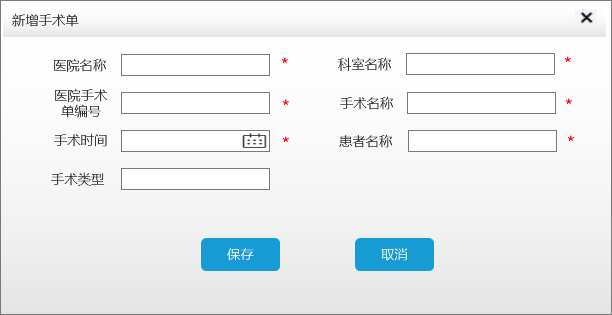 新增手术单
医院名称
*
科室名称
*
医院手术
单编号
*
手术名称
*
手术时间
*
患者名称
*
手术类型
保存
取消